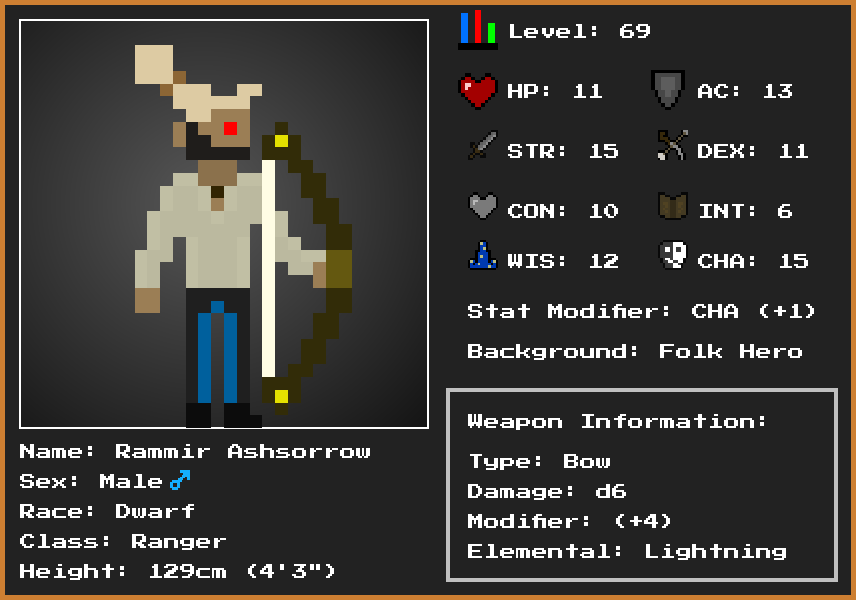 Level: 69
HP: 11
AC: 13
STR: 15
DEX: 11
CON: 10
INT: 6
WIS: 12
CHA: 15
Stat Modifier: CHA (+1)
Background: Folk Hero
Name: Rammir Ashsorrow
Sex: Male♂
Race: Dwarf
Class: Ranger
Height: 129cm (4'3")
Weapon Information:
Type: Bow
Damage: d6
Modifier: (+4)
Elemental: Lightning